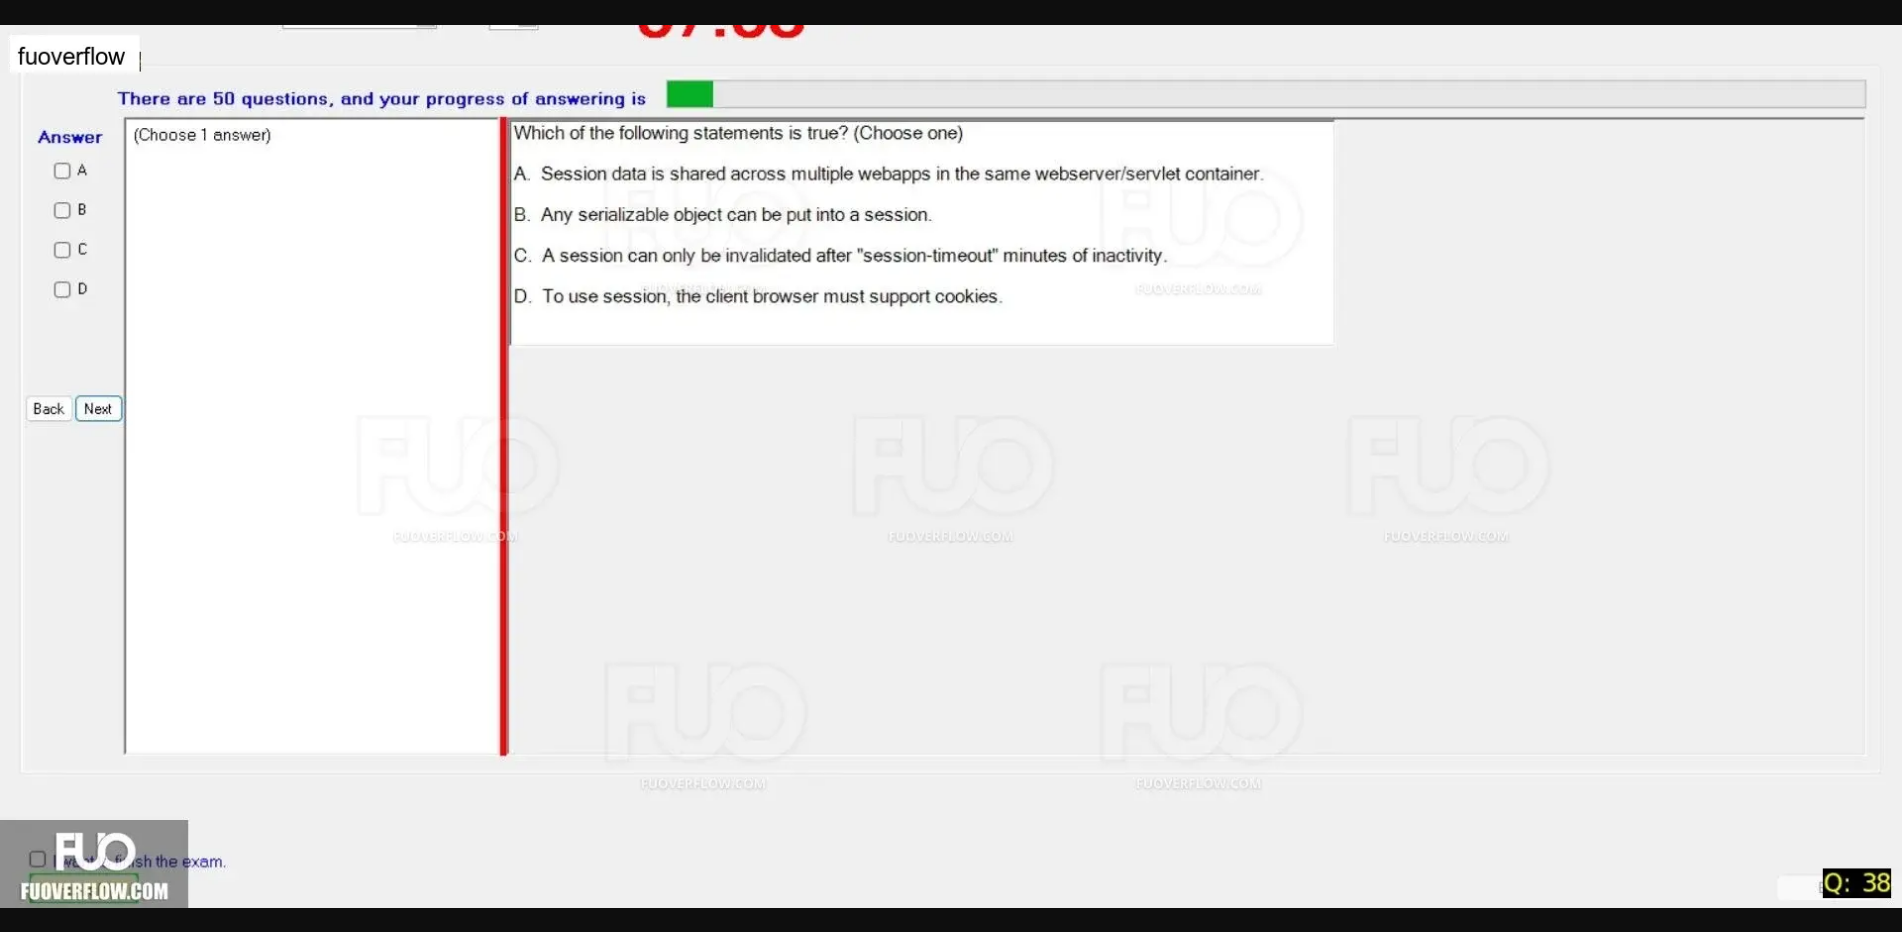 fuoverflow
There are 50 questions, and your progress of answering is
Answer
(Choose 1 answer)
A
B
C
D
Back Next
Which of the following statements is true? (Choose one)
A. Session data is shared across multiple webapps in the same webserver/servlet container.
B. Any serializable object can be put into a session.
C. A session can only be invalidated after "session-timeout" minutes of inactivity.
D. To use session, the client browser must support cookies.
FUO
FUOVERFLOW.COM
FUO
FUOVERFLOW.COM
FUO
FUOVERFLOW.COM
FUO
FUOVERFLOW.COM
FUO
FUOVERFLOW.COM
FUO
FUOVERFLOW.COM
FUO
FUOVERFLOW.COM
the exam.
FUO
FUOVERFLOW.COM
Q: 38